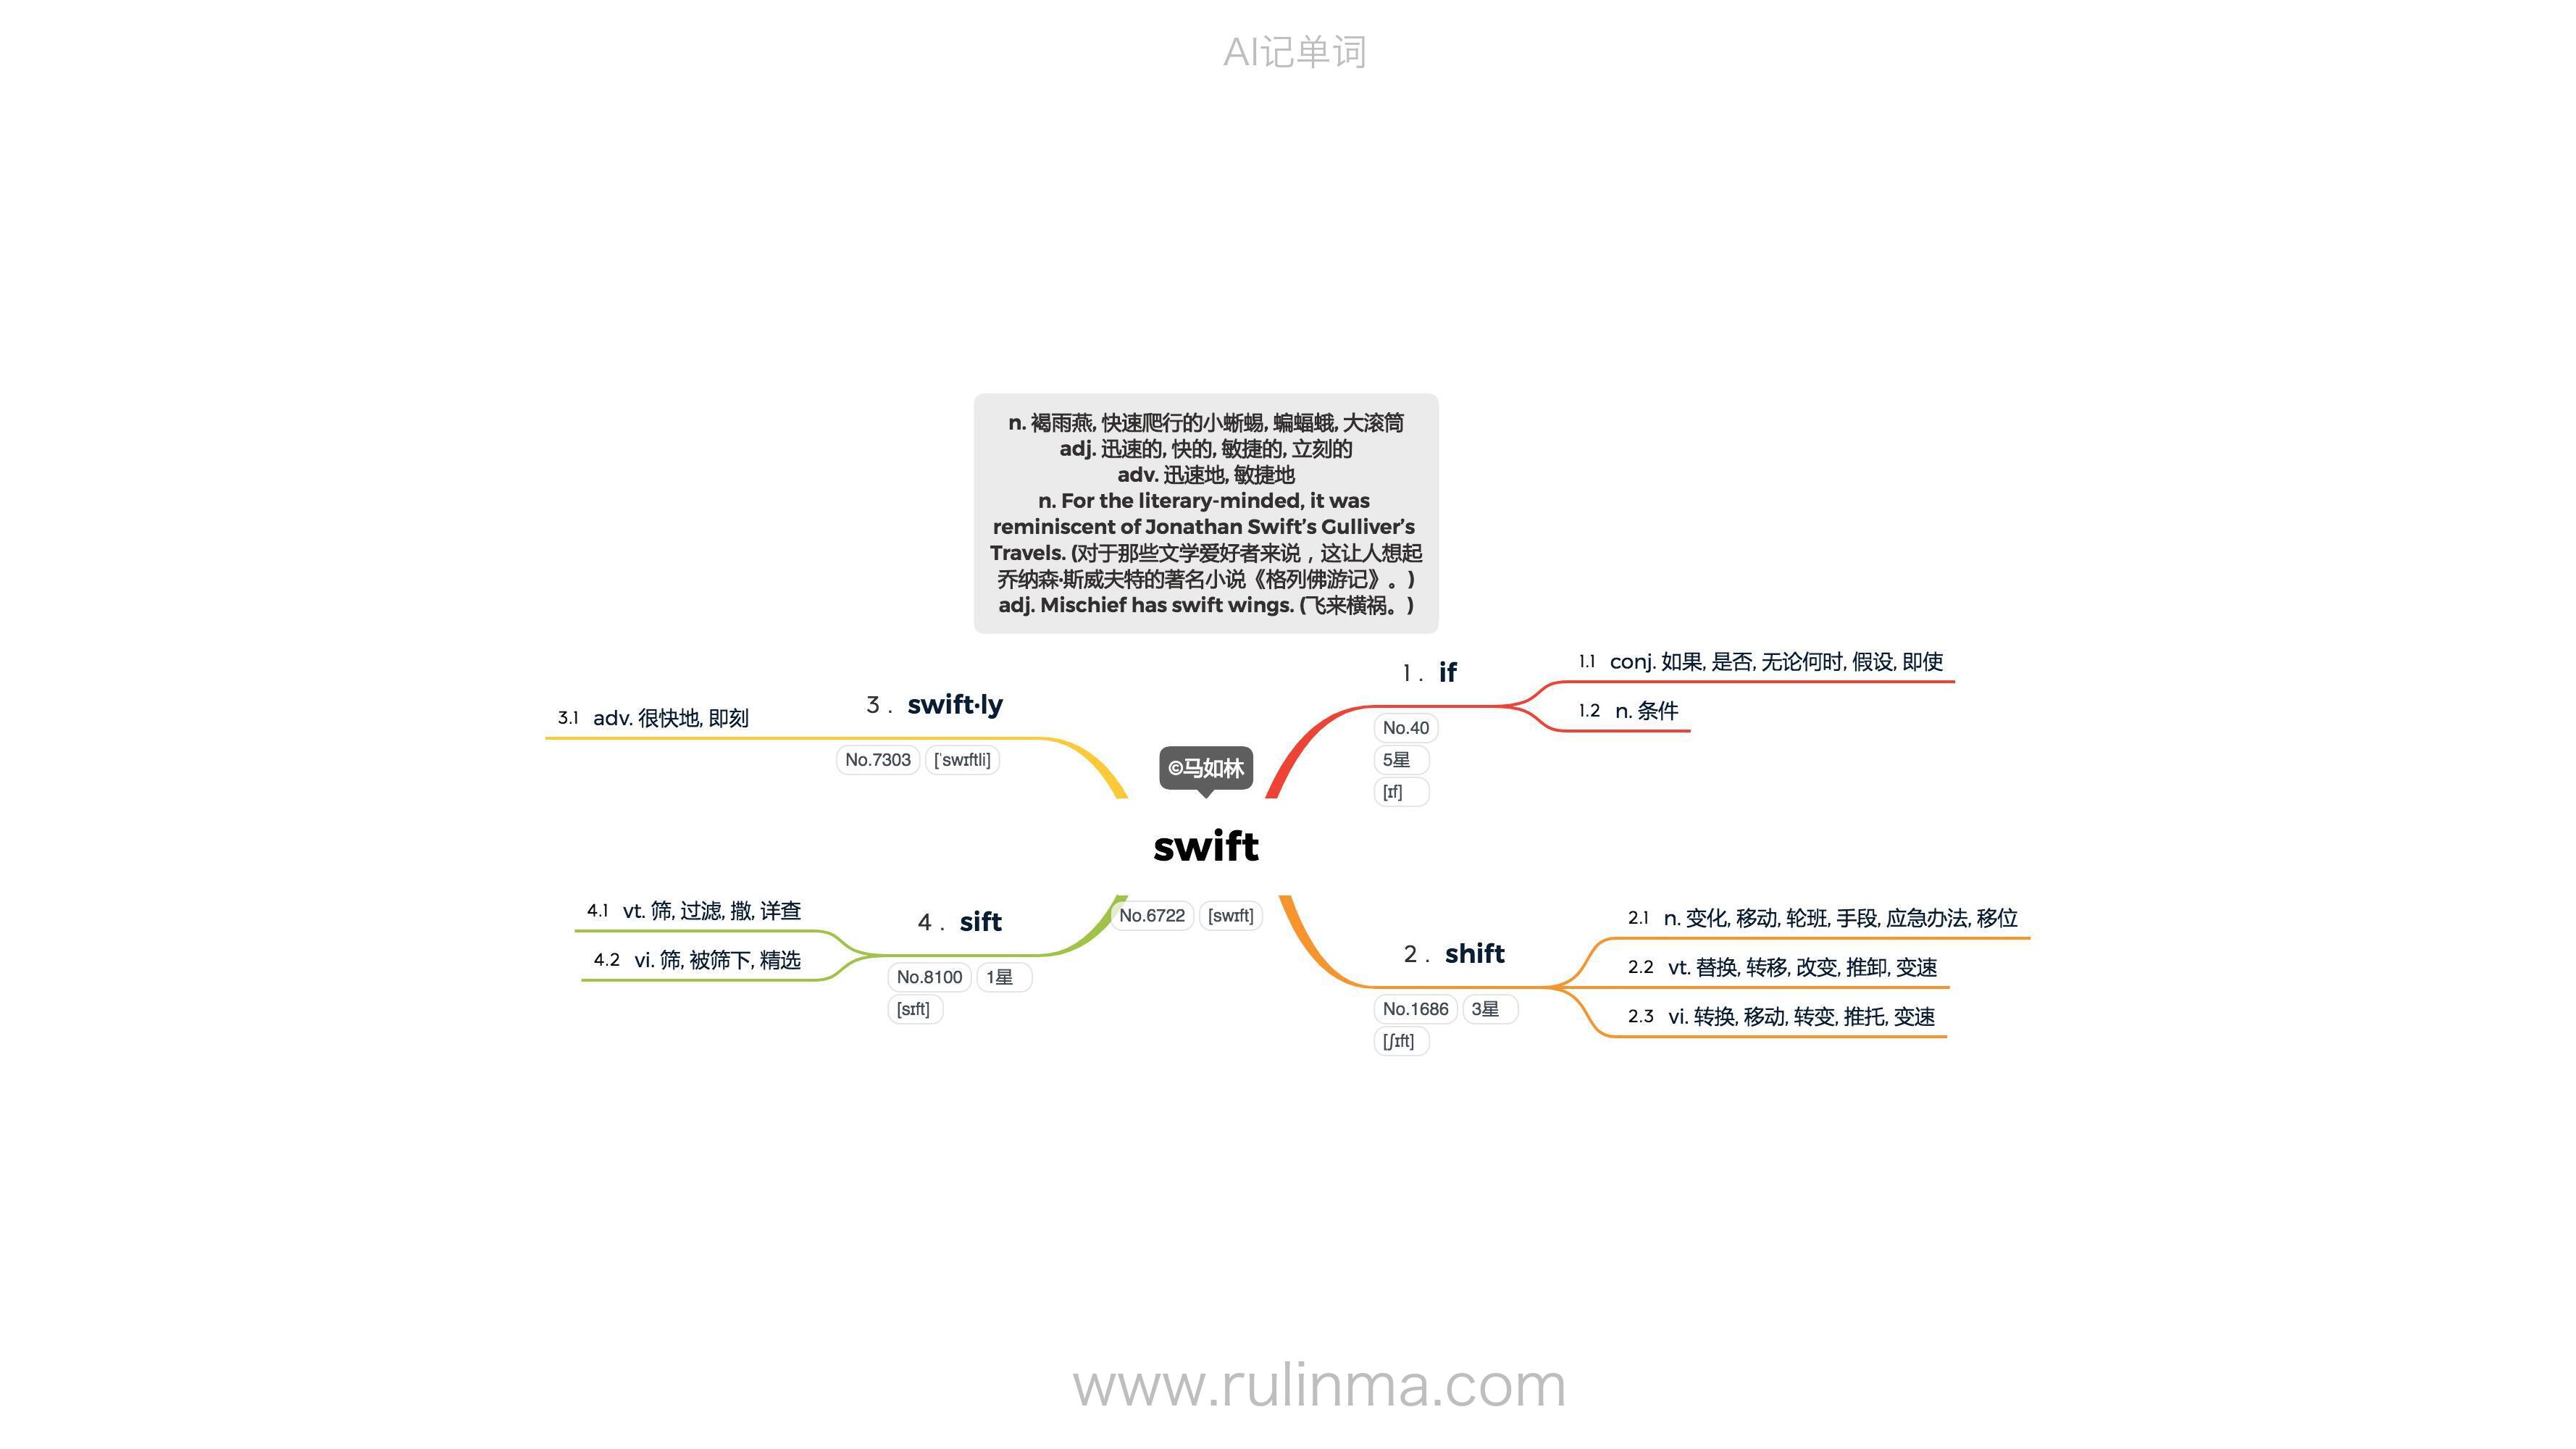 AI记单词
n. 褐雨燕, 快速爬行的小蜥蜴, 蝙蝠蛾, 大滚筒
adj. 迅速的, 快的, 敏捷的, 立刻的
adv. 迅速地, 敏捷地
n. For the literary-minded, it was
reminiscent of Jonathan Swift’s Gulliver’s
Travels. (对于那些文学爱好者来说，这让人想起
乔纳森·斯威夫特的著名小说《格列佛游记》。)
adj. Mischief has swift wings. (飞来横祸。)
©马如林
swift
No.6722 [swɪft]
1. if
No.40
5星
[ɪf]
1.1 conj. 如果, 是否, 无论何时, 假设, 即使
1.2 n. 条件
2. shift
No.1686 3星
[ʃɪft]
2.1 n. 变化, 移动, 轮班, 手段, 应急办法, 移位
2.2 vt. 替换, 转移, 改变, 推卸, 变速
2.3 vi. 转换, 移动, 转变, 推托, 变速
3. swift·ly
No.7303 [ˈswɪftli]
3.1 adv. 很快地, 即刻
4. sift
No.8100 1星
[sɪft]
4.1 vt. 筛, 过滤, 撒, 详查
4.2 vi. 筛, 被筛下, 精选
www.rulinma.com